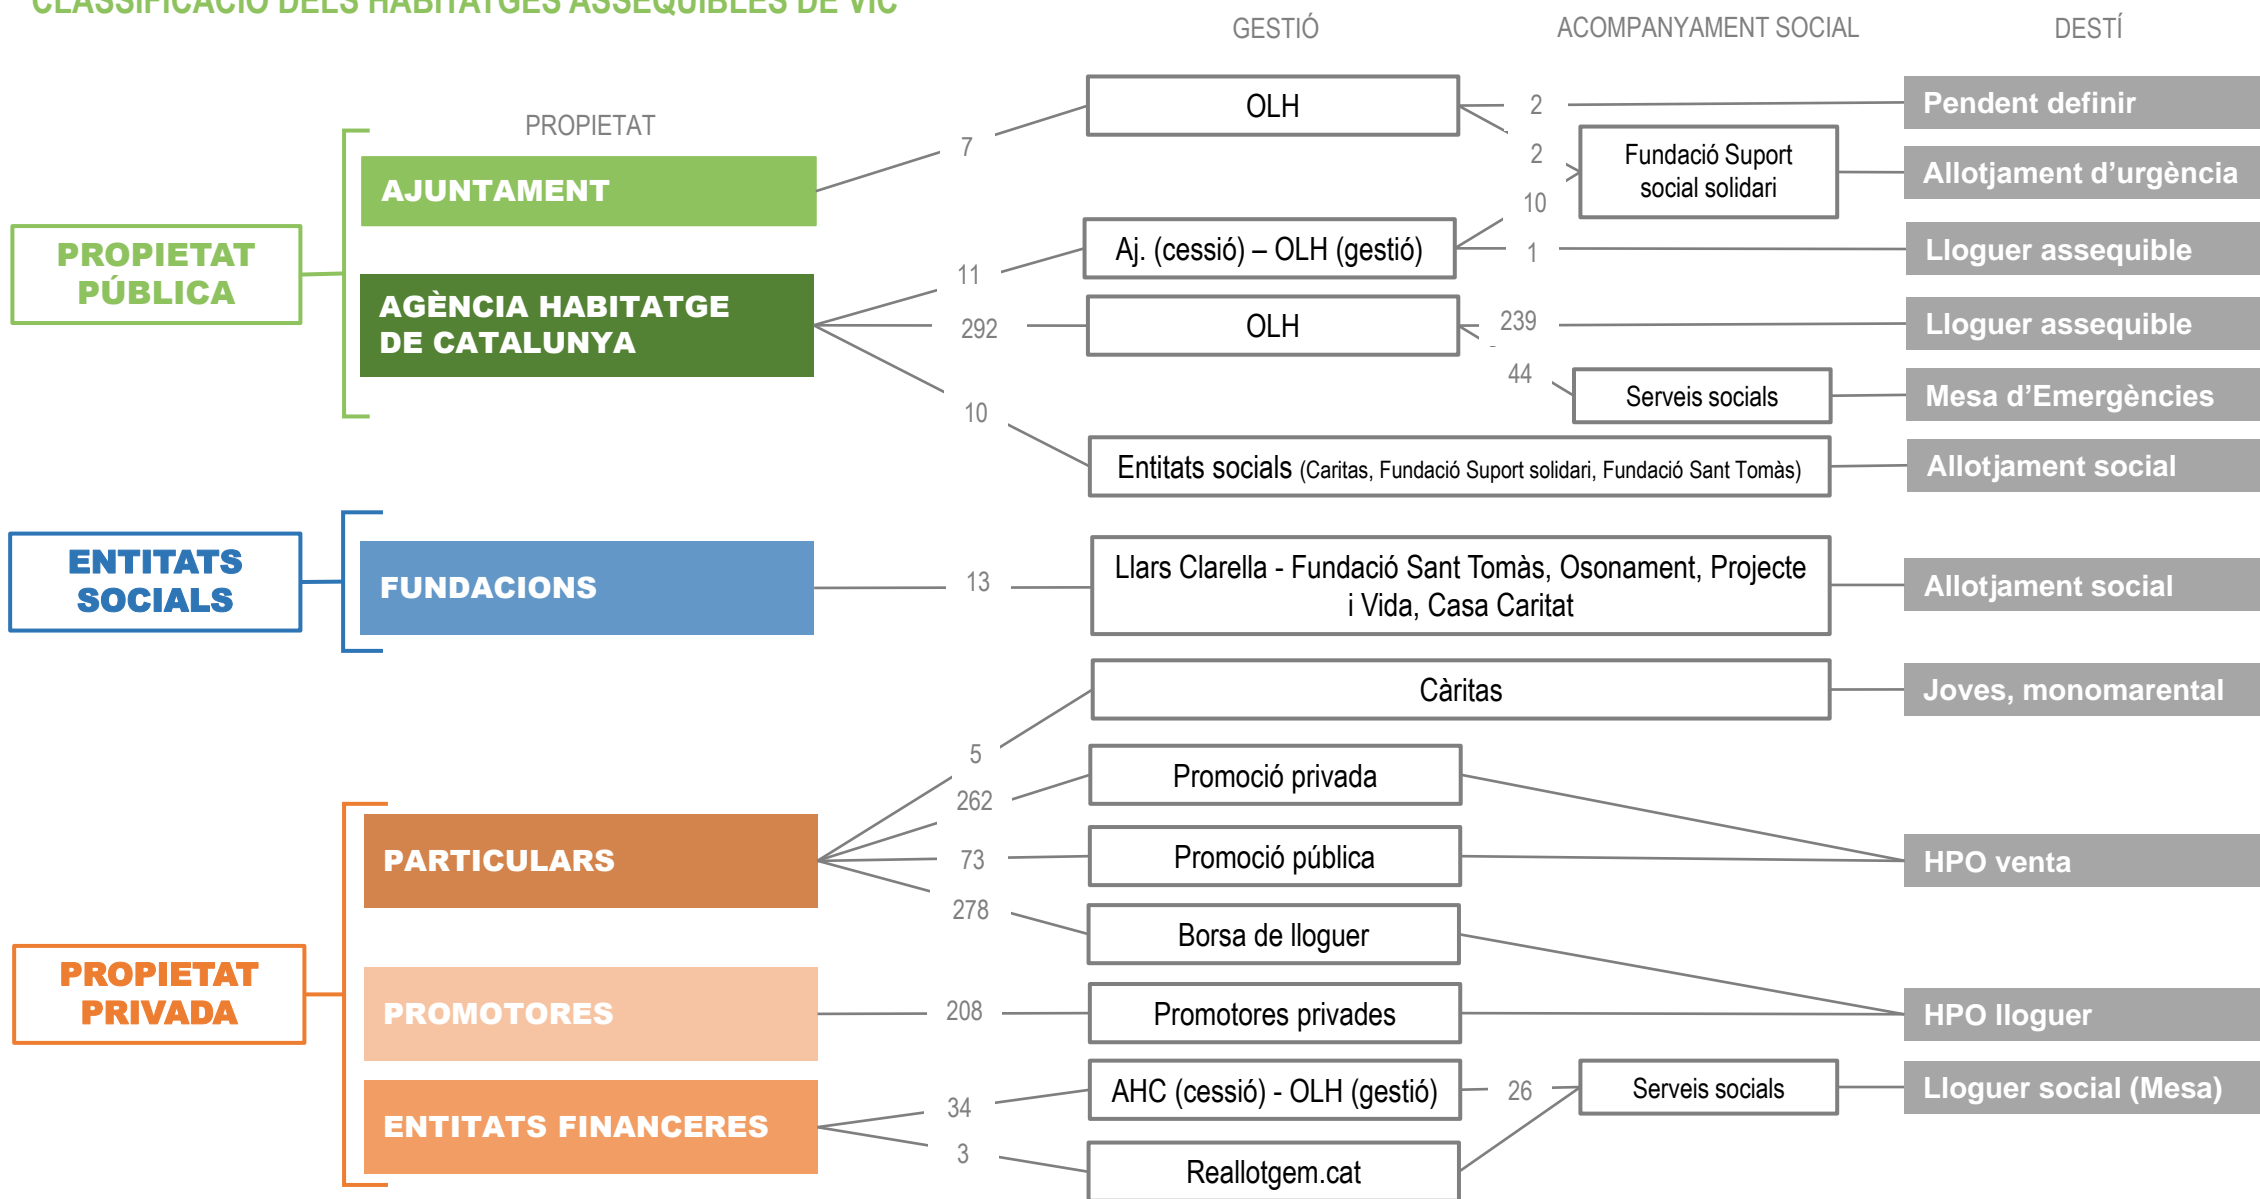 CLASSIFICACIÓ DELS HABITATGES ASSEQUIBLES DE VIC
GESTIÓ
ACOMPANYAMENT SOCIAL
DESTÍ
PROPIETAT
PROPIETAT
PÚBLICA
AJUNTAMENT
7
OLH
2
Pendent definir
2
Fundació Suport
social solidari
Allotjament d’urgència
AGÈNCIA HABITATGE
DE CATALUNYA
11
Aj. (cessió) – OLH (gestió)
10
1
Lloguer assequible
292
OLH
239
Lloguer assequible
44
Serveis socials
Mesa d’Emergències
10
Entitats socials (Caritas, Fundació Suport solidari, Fundació Sant Tomàs)
Allotjament social
ENTITATS
SOCIALS
FUNDACIONS
13
Llars Clarella - Fundació Sant Tomàs, Osonament, Projecte
i Vida, Casa Caritat
Allotjament social
PROPIETAT
PRIVADA
PARTICULARS
5
Càritas
Joves, monomarental
262
Promoció privada
73
Promoció pública
HPO venta
278
Borsa de lloguer
PROMOTORES
208
Promotores privades
HPO lloguer
ENTITATS FINANCERES
34
AHC (cessió) - OLH (gestió)
26
Serveis socials
Lloguer social (Mesa)
3
Reallotgem.cat